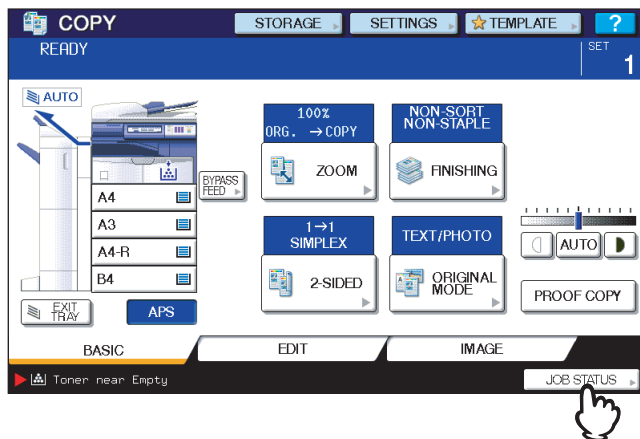 COPY
STORAGE
SETTINGS
TEMPLATE
?
READY
SET
1
AUTO
100%
ORG. →COPY
NON-SORT
NON-STAPLE
BYPASS
FEED
ZOOM
FINISHING
A4
A3
A4-R
B4
1→1
SIMPLEX
TEXT/PHOTO
2-SIDED
ORIGINAL
MODE
AUTO
PROOF COPY
EXIT
TRAY
APS
BASIC
EDIT
IMAGE
Toner near Empty
JOB STATUS